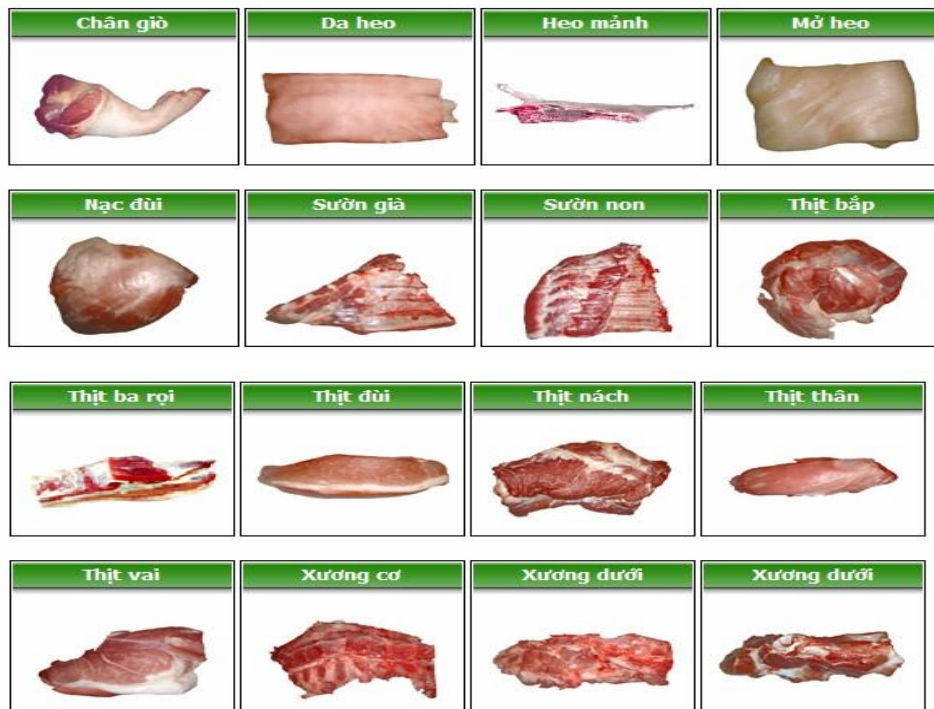 Chân giò
Da heo
Heo mảnh
Mở heo
Nạc đùi
Sườn già
Sườn non
Thịt bắp
Thịt ba rọi
Thịt đùi
Thịt nách
Thịt thân
Thịt vai
Xương cơ
Xương dưới
Xương dưới